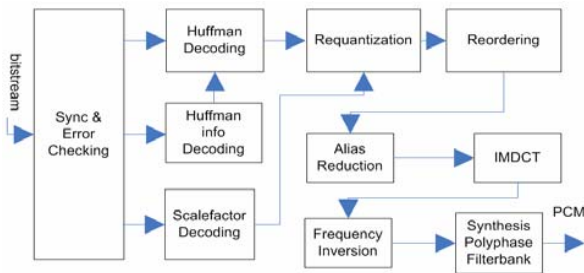 bitstream
Sync &
Error
Checking
Huffman
Decoding
Huffman
info
Decoding
Scalefactor
Decoding
Requantization
Reordering
Alias
Reduction
IMDCT
Frequency
Inversion
Synthesis
Polyphase
Filterbank
PCM